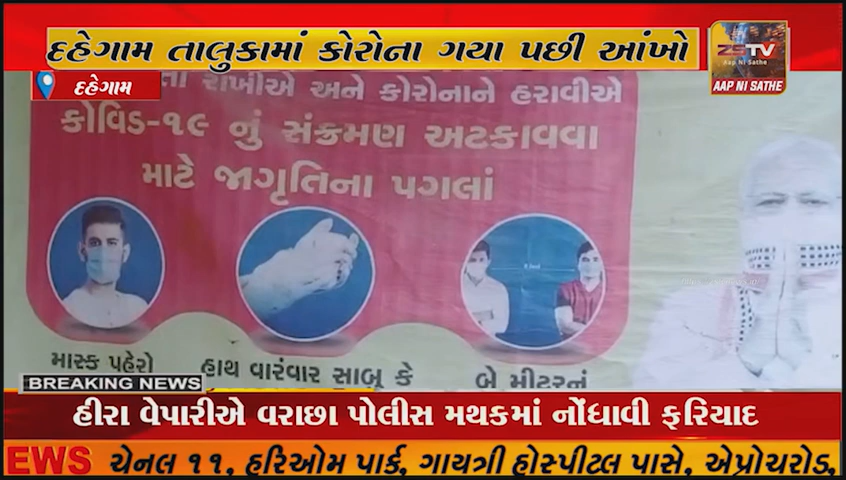 દહેગામ તાલુકામાં કોરોના ગયા પછી આંખો
ZSTV
Aap Ni Sathe
AAP NI SATHE
દહેગામ
રાખીએ અને કોરોનાને હરાવીએ
કોવિડ-૧૯ નું સંક્રમણ અટકાવવા
માટે જાગૃતિના પગલાં
માસ્ક પહેરો
હાથ વારંવાર સાબૂ કે
બે મીટરનું
BREAKING NEWS
હીરા વેપારીએ વરાછા પોલીસ મથકમાં નોંધાવી ફરિયાદ
EWS ચેનલ ૧૧, હરિઓમ પાર્ક, ગાયત્રી હોસ્પીટલ પાસે, એપ્રોચરોડ,